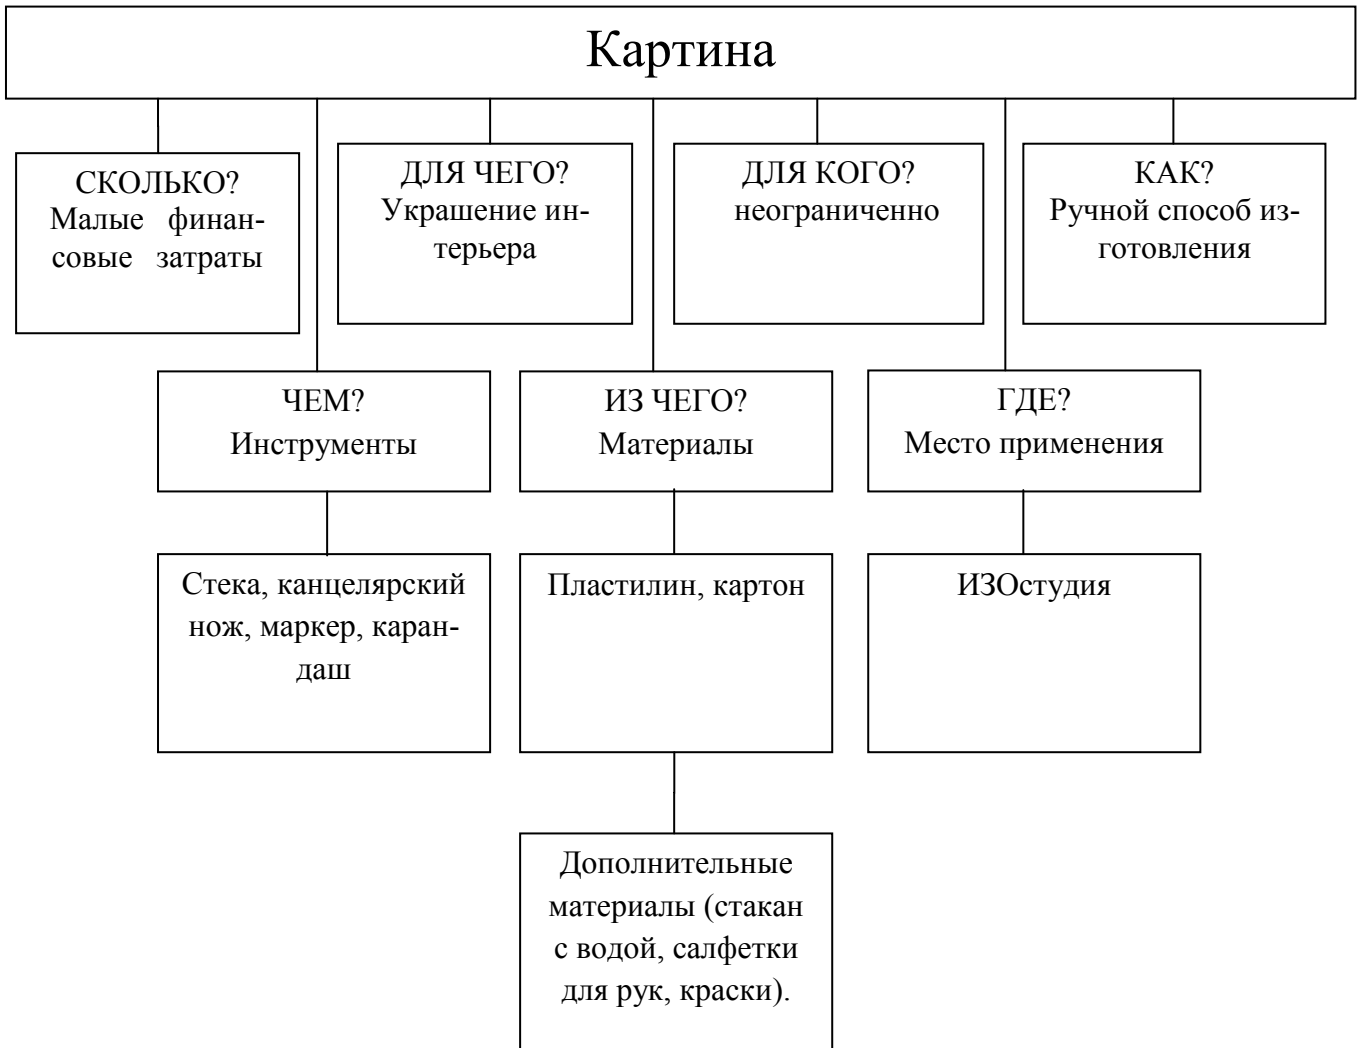 Картина
СКОЛЬКО?
Малые финан-
совые затраты
ДЛЯ ЧЕГО?
Украшение ин-
терьера
ДЛЯ КОГО?
неограниченно
КАК?
Ручной способ из-
готовления
ЧЕМ?
Инструменты
ИЗ ЧЕГО?
Материалы
ГДЕ?
Место применения
Стека, канцелярский
нож, маркер, каран-
даш
Пластилин, картон
ИЗОстудия
Дополнительные
материалы (стакан
с водой, салфетки
для рук, краски).